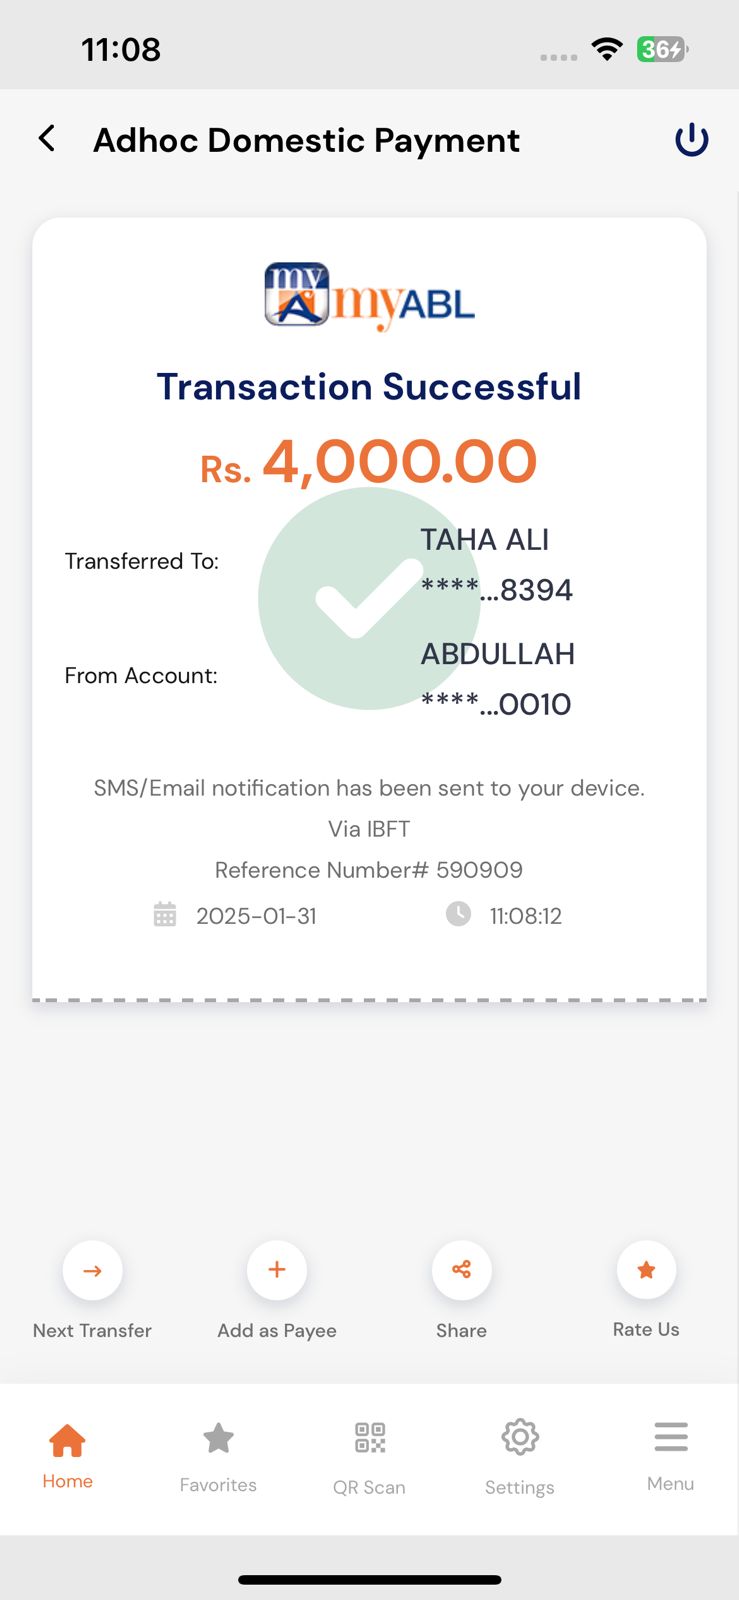 11:08
36
Adhoc Domestic Payment
my
myABL
Transaction Successful
Rs. 4,000.00
Transferred To:
TAHA ALI
****...8394
From Account:
ABDULLAH
****...0010
SMS/Email notification has been sent to your device.
Via IBFT
Reference Number# 590909
2025-01-31 11:08:12
Next Transfer Add as Payee Share Rate Us
Home Favorites QR Scan Settings Menu